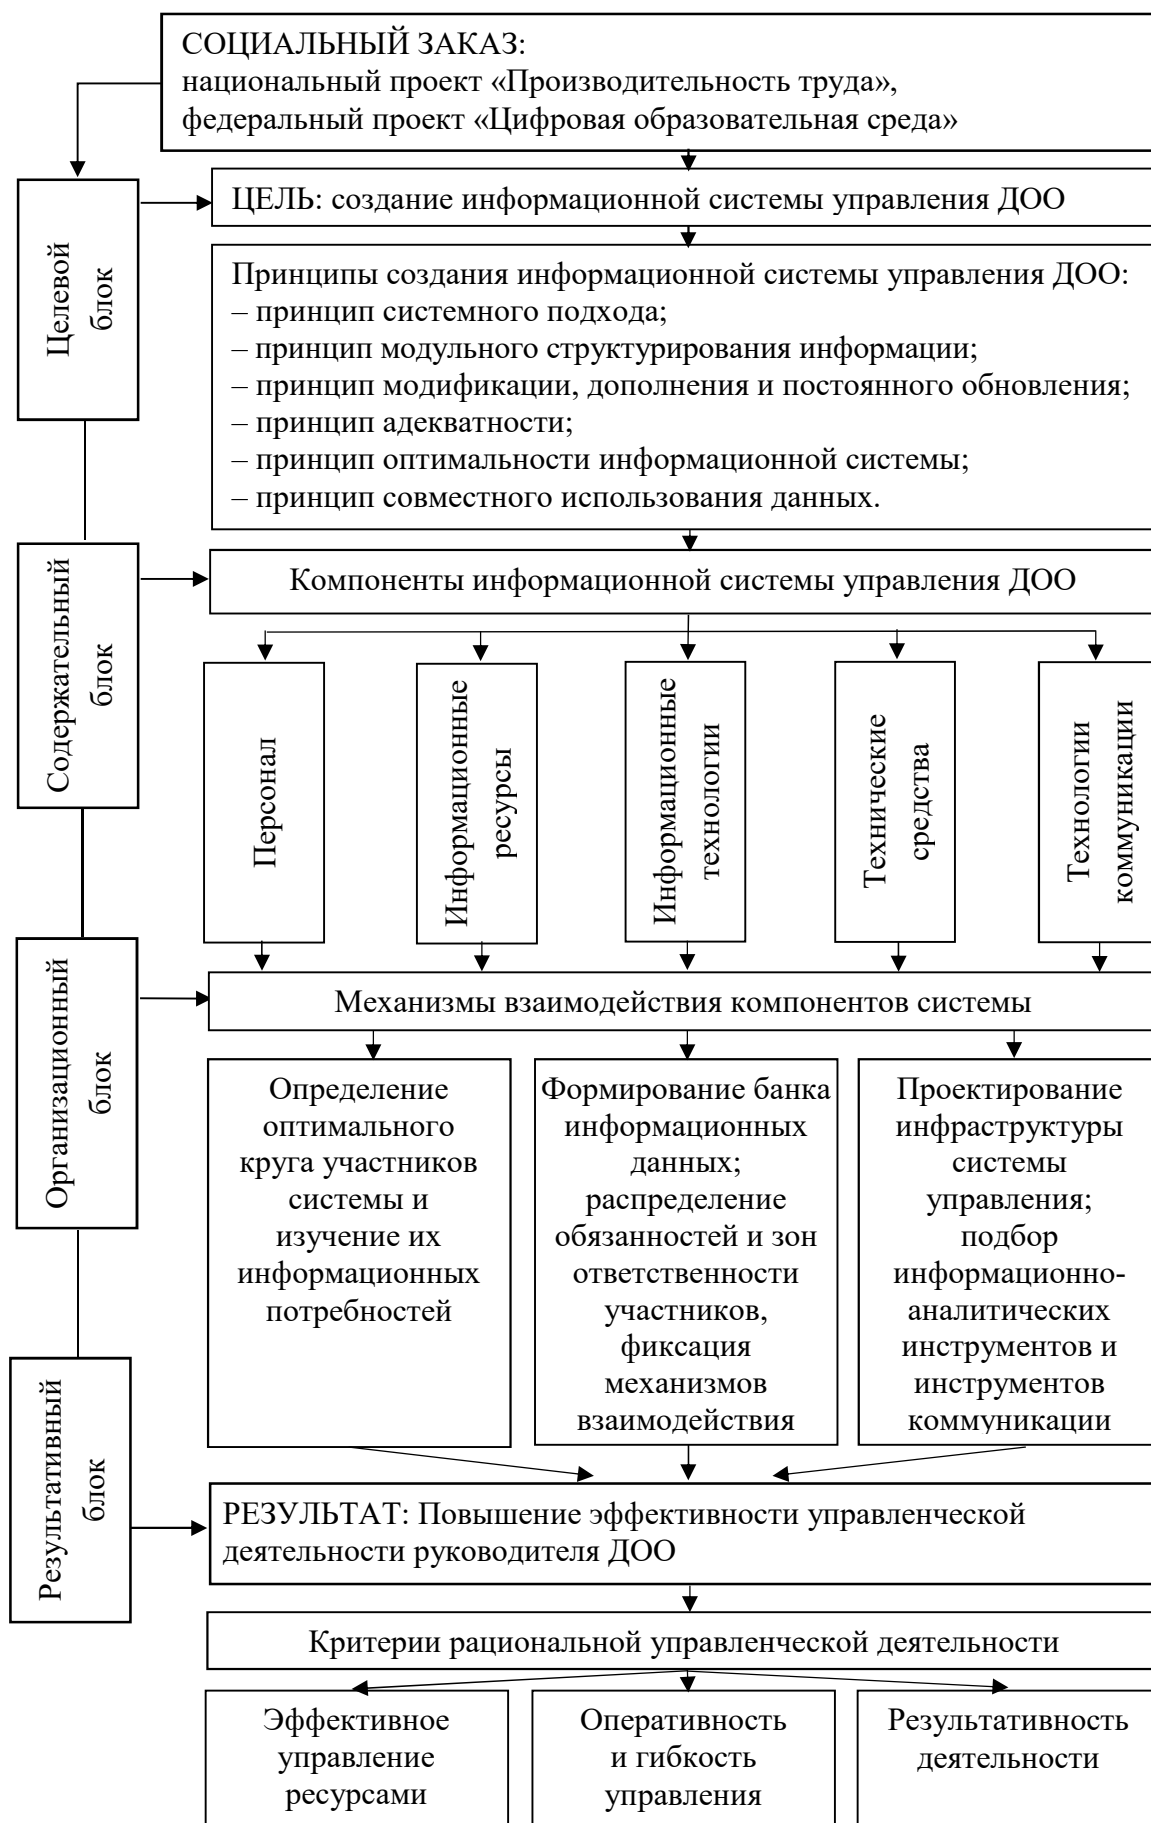 СОЦИАЛЬНЫЙ ЗАКАЗ:
национальный проект «Производительность труда»,
федеральный проект «Цифровая образовательная среда»
Целевой
блок
ЦЕЛЬ: создание информационной системы управления ДОО
Принципы создания информационной системы управления ДОО:
– принцип системного подхода;
– принцип модульного структурирования информации;
– принцип модификации, дополнения и постоянного обновления;
– принцип адекватности;
– принцип оптимальности информационной системы;
– принцип совместного использования данных.
Содержательный
блок
Компоненты информационной системы управления ДОО
Персонал
Информационные
ресурсы
Информационные
технологии
Технические
средства
Технологии
коммуникации
Организационный
блок
Механизмы взаимодействия компонентов системы
Определение
оптимального
круга участников
системы и
изучение их
информационных
потребностей
Формирование банка
информационных
данных;
распределение
обязанностей и зон
ответственности
участников,
фиксация
механизмов
взаимодействия
Проектирование
инфраструктуры
системы
управления;
подбор
информационно-
аналитических
инструментов и
инструментов
коммуникации
Результативный
блок
РЕЗУЛЬТАТ: Повышение эффективности управленческой
деятельности руководителя ДОО
Критерии рациональной управленческой деятельности
Эффективное
управление
ресурсами
Оперативность
и гибкость
управления
Результативность
деятельности